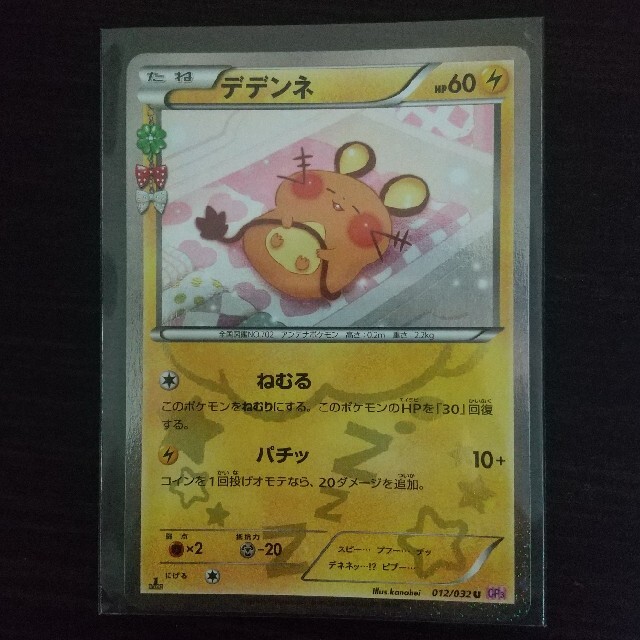 たね
デデンネ
HP60
全国図鑑NO.702 アンテナポケモン 高さ:0.2m 重さ:2.2kg
ねむる
このポケモンをねむりにする。このポケモンのHPを「30」回復
する。
パチッ 10+
コインを1回投げオモテなら、20ダメージを追加。
弱点 抵抗力
×2 -20
スピー… プフー… プッ
デネネッ…!? ピプー…
にげる
Illus.kanahei
012/032 U